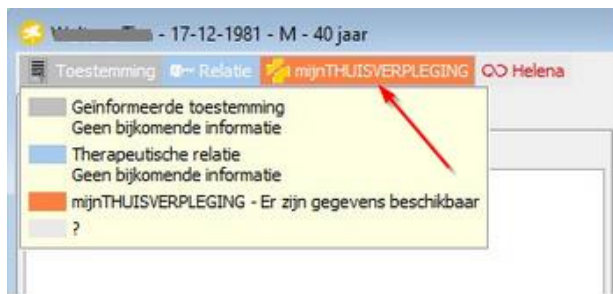 - 17-12-1981 - M - 40 jaar
Toestemming Relatie mijnTHUISVERPLEGING Helena
Geïnformeerde toestemming
Geen bijkomende informatie
Therapeutische relatie
Geen bijkomende informatie
mijnTHUISVERPLEGING - Er zijn gegevens beschikbaar
?